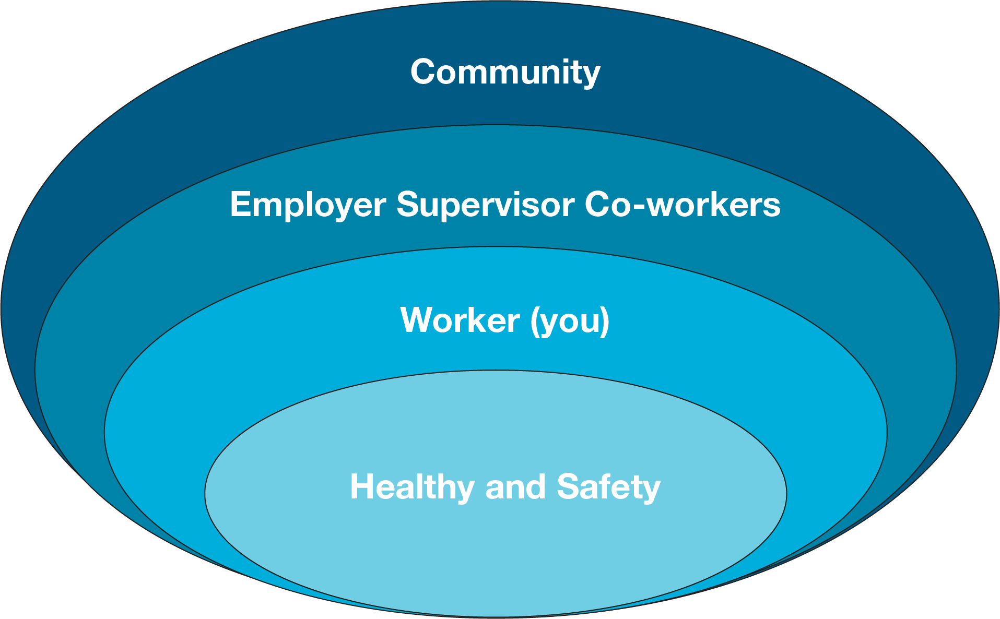 Community
Employer Supervisor Co-workers
Worker (you)
Healthy and Safety